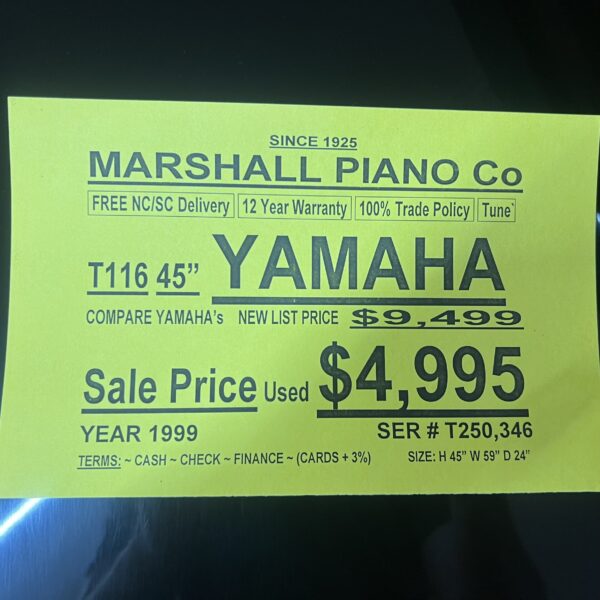 SINCE 1925
MARSHALL PIANO Co
FREE NC/SC Delivery 12 Year Warranty 100% Trade Policy Tune`
T116 45” YAMAHA
COMPARE YAMAHA’s NEW LIST PRICE $9,499
Sale Price Used $4,995
YEAR 1999 SER # T250,346
TERMS: ~ CASH ~ CHECK ~ FINANCE ~ (CARDS + 3%) SIZE: H 45” W 59” D 24”